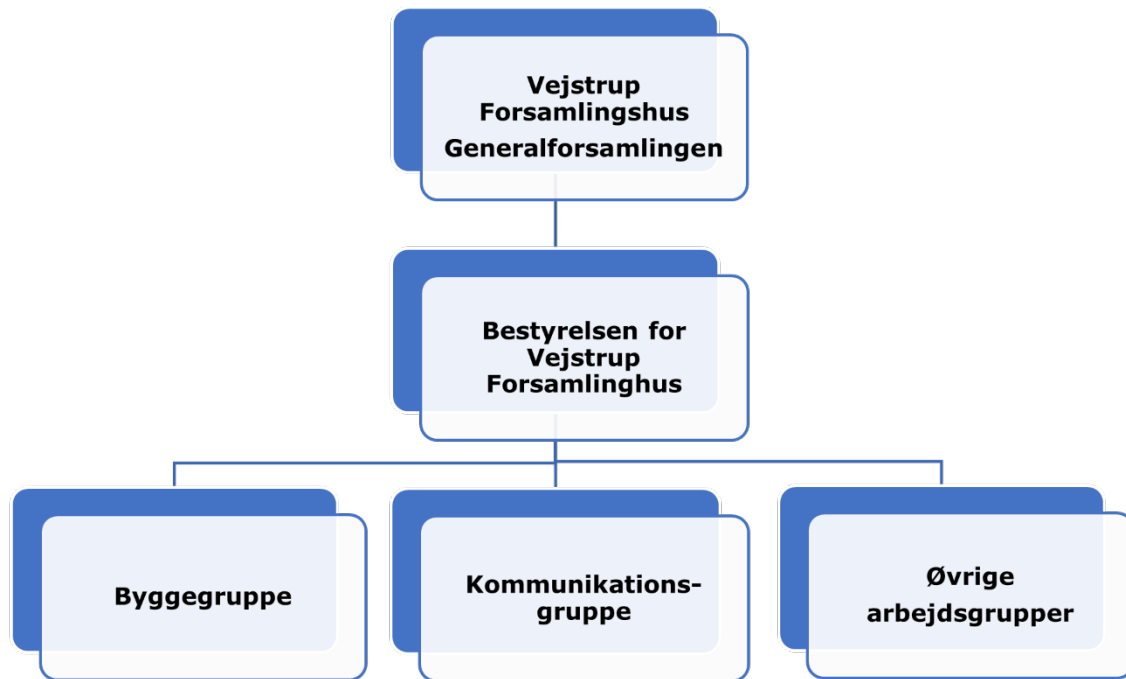 Vejstrup
Forsamlingshus
Generalforsamlingen
Bestyrelsen for
Vejstrup
Forsamlinghus
Byggegruppe
Kommunikations-
gruppe
Øvrige
arbejdsgrupper